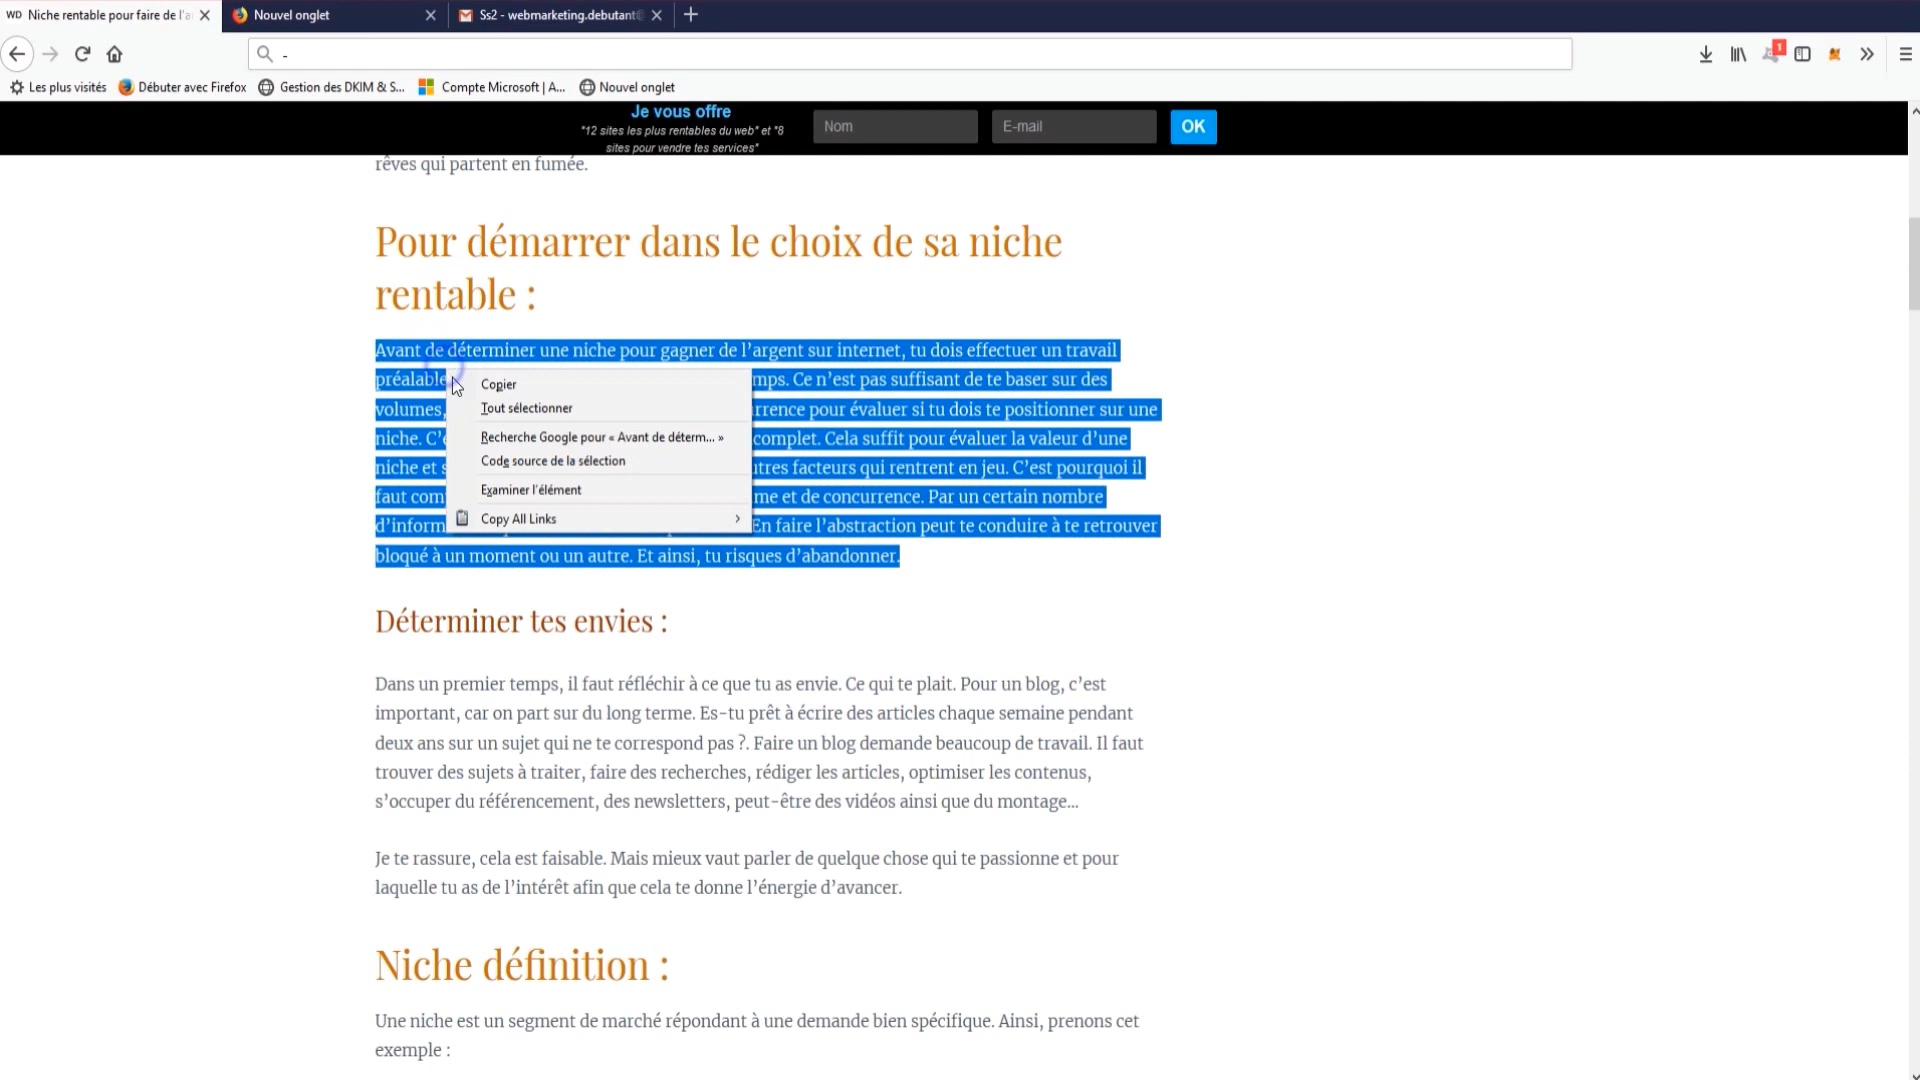 WD Niche rentable pour faire de l'a
Nouvel onglet
Ss2 - webmarketing.debutant@
-
1
Les plus visités
Débuter avec Firefox
Gestion des DKIM & S...
Compte Microsoft | A...
Nouvel onglet
Je vous offre
"12 sites les plus rentables du web" et "8
sites pour vendre tes services"
Nom
E-mail
OK
rêves qui partent en fumée.
Pour démarrer dans le choix de sa niche
rentable :
Avant de déterminer une niche pour gagner de l’argent sur internet, tu dois effectuer un travail
préalable mps. Ce n’est pas suffisant de te baser sur des
volumes, rrence pour évaluer si tu dois te positionner sur une
niche. C’e complet. Cela suffit pour évaluer la valeur d’une
niche et s utres facteurs qui rentrent en jeu. C’est pourquoi il
faut com me et de concurrence. Par un certain nombre
d’inform En faire l’abstraction peut te conduire à te retrouver
bloqué à un moment ou un autre. Et ainsi, tu risques d’abandonner.
Copier
Tout sélectionner
Recherche Google pour « Avant de déterm... »
Code source de la sélection
Examiner l'élément
Copy All Links
Déterminer tes envies :
Dans un premier temps, il faut réfléchir à ce que tu as envie. Ce qui te plait. Pour un blog, c’est
important, car on part sur du long terme. Es-tu prêt à écrire des articles chaque semaine pendant
deux ans sur un sujet qui ne te correspond pas ?. Faire un blog demande beaucoup de travail. Il faut
trouver des sujets à traiter, faire des recherches, rédiger les articles, optimiser les contenus,
s’occuper du référencement, des newsletters, peut-être des vidéos ainsi que du montage…
Je te rassure, cela est faisable. Mais mieux vaut parler de quelque chose qui te passionne et pour
laquelle tu as de l’intérêt afin que cela te donne l’énergie d’avancer.
Niche définition :
Une niche est un segment de marché répondant à une demande bien spécifique. Ainsi, prenons cet
exemple :